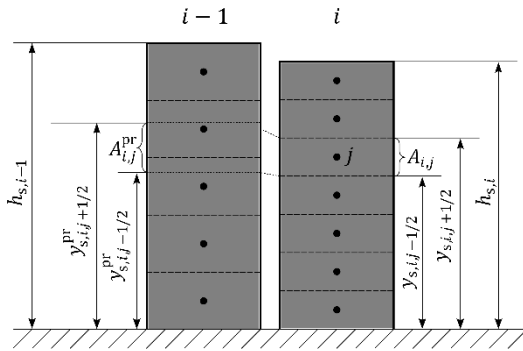 i − 1
i
h_{s,i−1}
y^{pr}_{s,i,j+1/2}
y^{pr}_{s,i,j−1/2}
A^{pr}_{i,j}
j
A_{i,j}
y_{s,i,j−1/2}
y_{s,i,j+1/2}
h_{s,i}